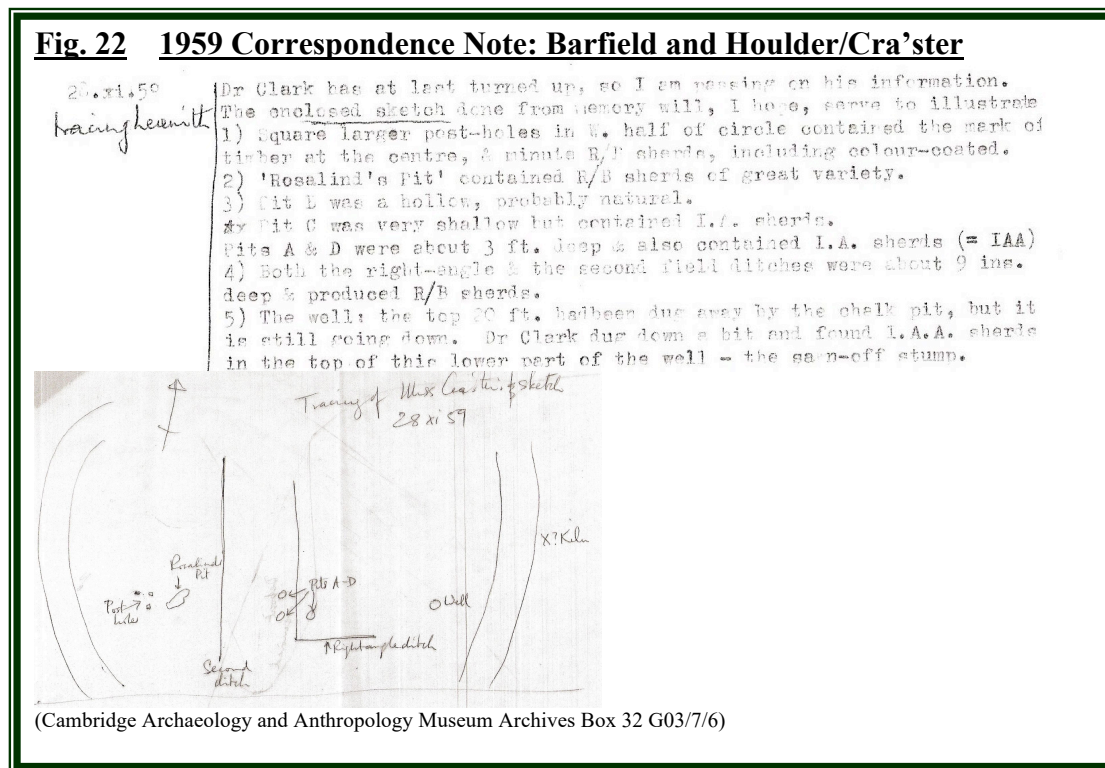 Fig. 22 1959 Correspondence Note: Barfield and Houlder/Cra’ster
28.xi.59
tracing herewith
Dr Clark has at last turned up, so I am passing on his information.
The enclosed sketch done from memory will, I hope, serve to illustrate
1) Square larger post-holes in W. half of circle contained the mark of
timber at the centre, & minute R/B sherds, including colour-coated.
2) 'Rosalind's Pit' contained R/B sherds of great variety.
3) Pit B was a hollow, probably natural.
Pit C was very shallow but contained I.A. sherds.
Pits A & D were about 3 ft. deep & also contained I.A. sherds (= IAA)
4) Both the right-angle & the second field ditches were about 9 ins.
deep & produced R/B sherds.
5) The well: the top 20 ft. hadbeen dug away by the chalk pit, but it
is still going down. Dr Clark dug down a bit and found I.A.A. sherds
in the top of this lower part of the well - the sawn-off stump.
Tracing of Miss Cra'ster's sketch
28 xi 59
X?Kiln
Rosalind's
Pit
Pits A-D
Post
holes
Well
Right angle ditch
Second
ditch
(Cambridge Archaeology and Anthropology Museum Archives Box 32 G03/7/6)